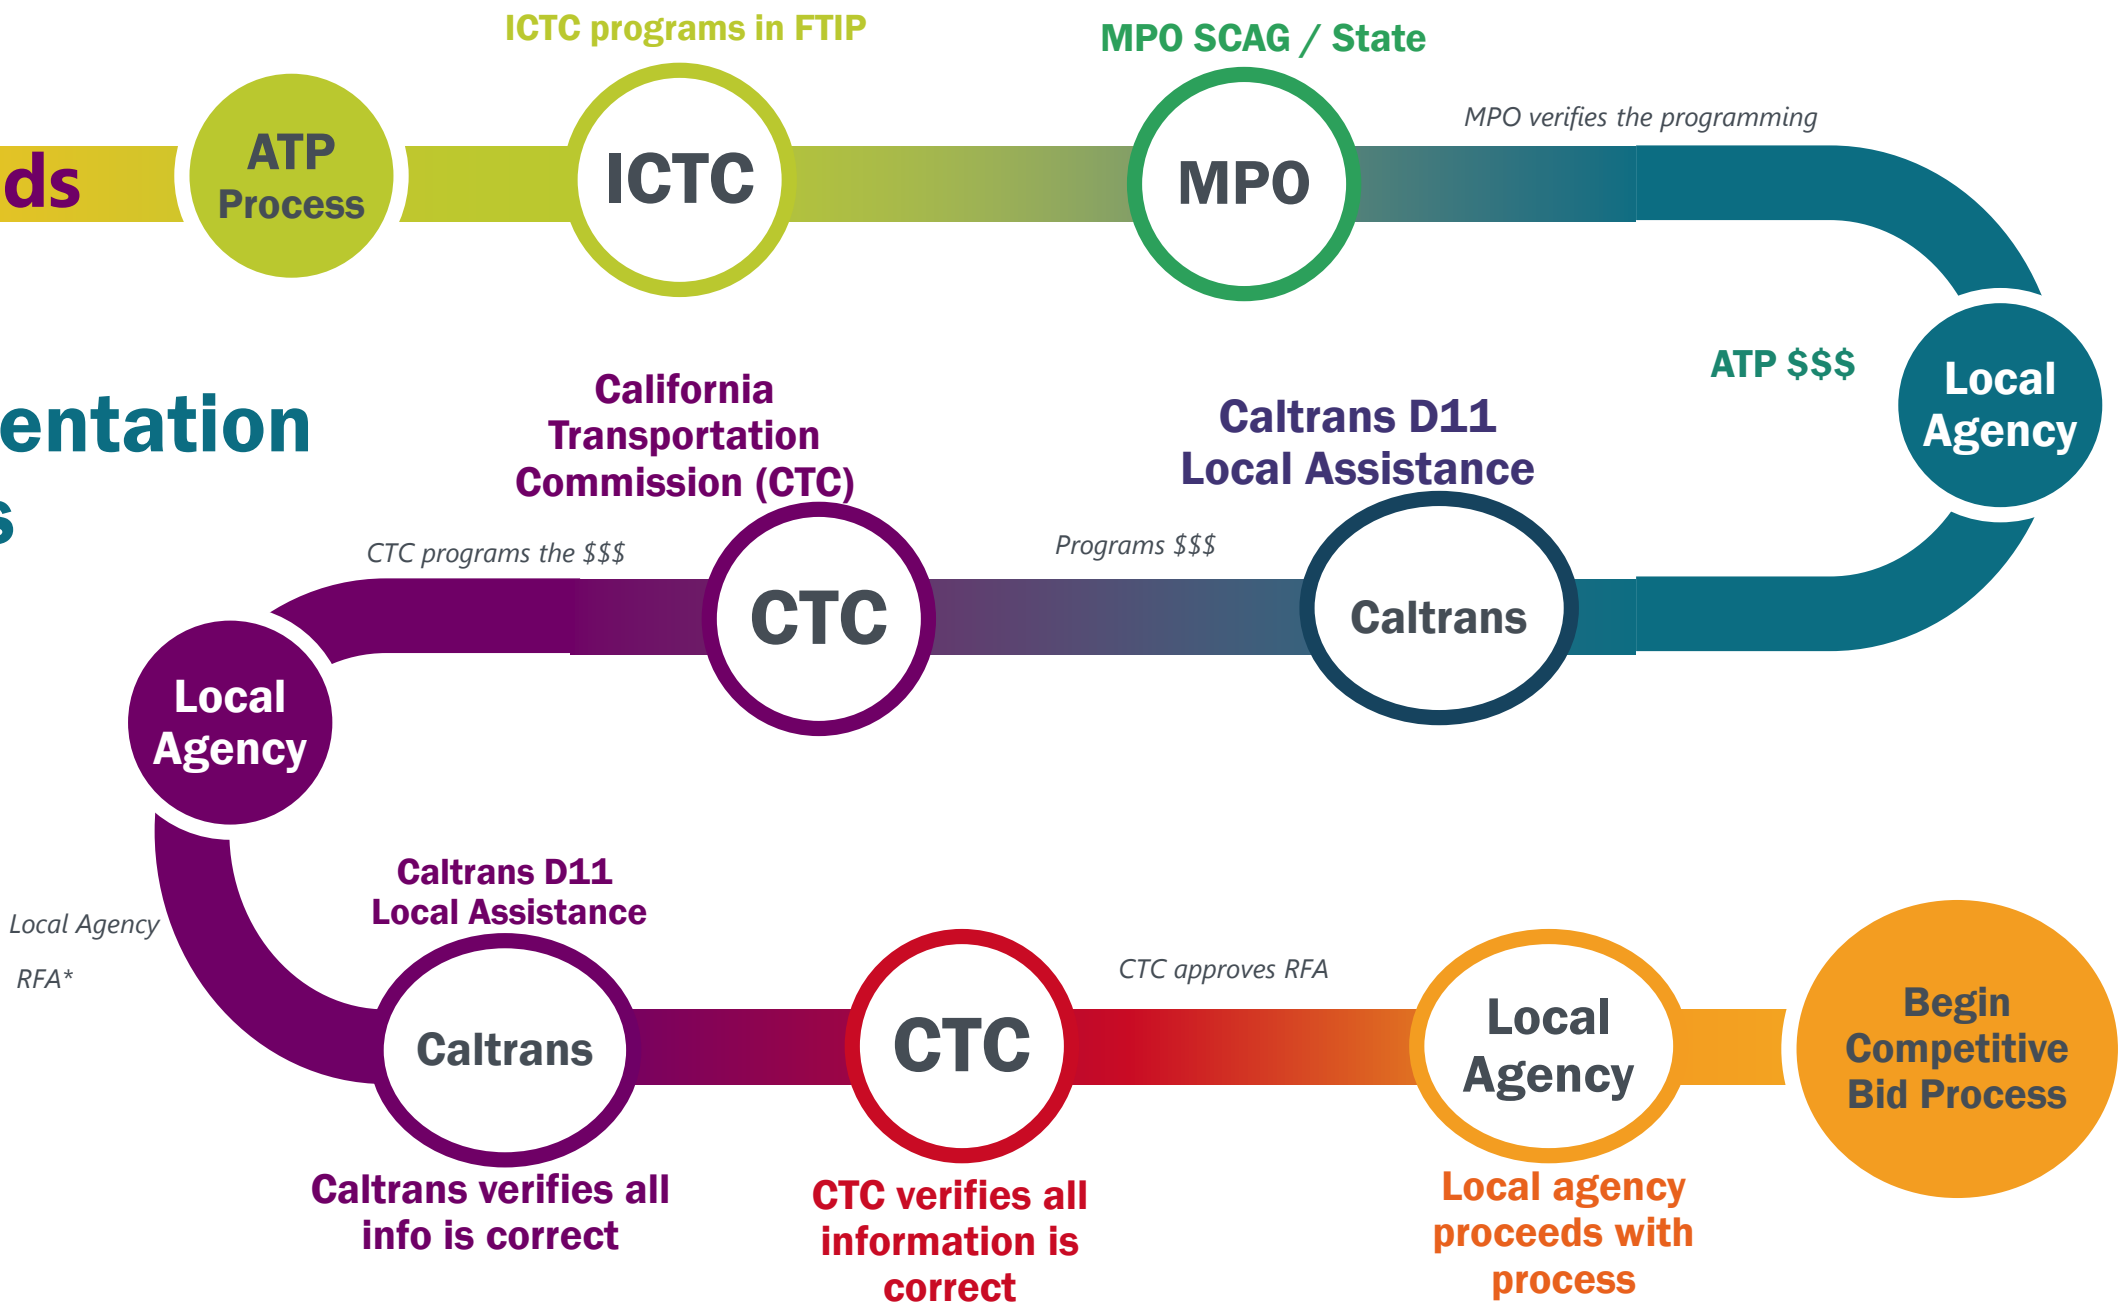 ICTC programs in FTIP
MPO SCAG / State
MPO verifies the programming
ds
ATP
Process
ICTC
MPO
ATP $$$
Local
Agency
entation
s
California
Transportation
Commission (CTC)
Caltrans D11
Local Assistance
CTC programs the $$$
Programs $$$
CTC
Caltrans
Local
Agency
Local Agency
RFA*
Caltrans D11
Local Assistance
CTC approves RFA
Caltrans
CTC
Local
Agency
Begin
Competitive
Bid Process
Caltrans verifies all
info is correct
CTC verifies all
information is
correct
Local agency
proceeds with
process